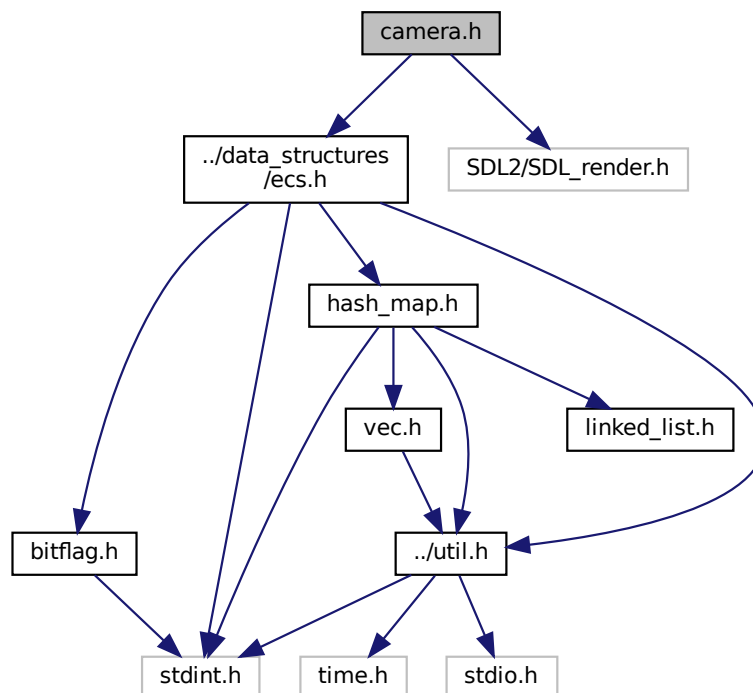 camera.h
../data_structures
/ecs.h
SDL2/SDL_render.h
hash_map.h
vec.h
linked_list.h
bitflag.h
../util.h
stdint.h
time.h
stdio.h